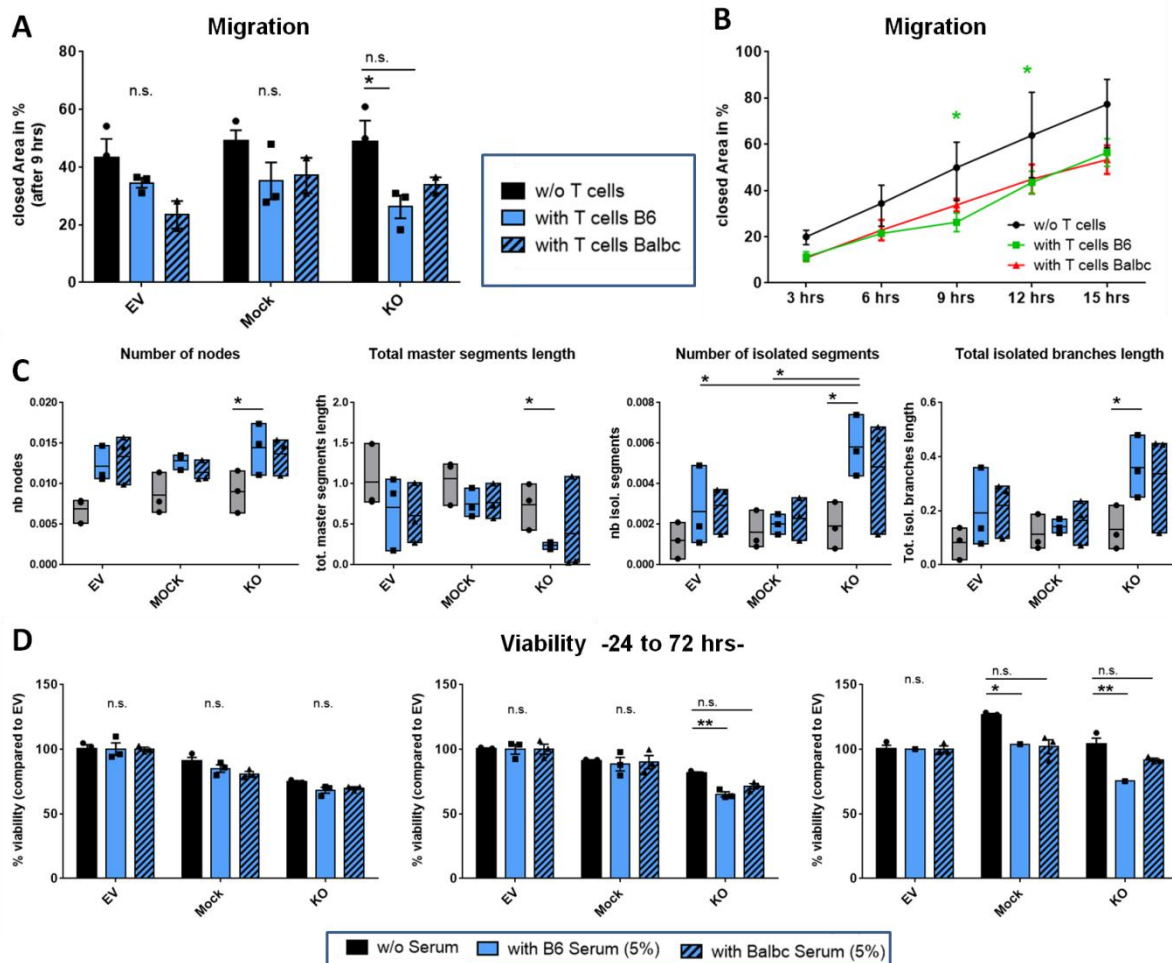 A
Migration
closed Area in %
(after 9 hrs)
80
60
40
20
0
n.s.
n.s.
n.s.
*
EV
Mock
KO
w/o T cells
with T cells B6
with T cells Balbc
B
Migration
closed Area in %
100
80
60
40
20
0
*
*
w/o T cells
with T cells B6
with T cells Balbc
3 hrs
6 hrs
9 hrs
12 hrs
15 hrs
C
Number of nodes
nb nodes
0.020
0.015
0.010
0.005
0.000
*
EV
MOCK
KO
Total master segments length
tot. master segments length
2.0
1.5
1.0
0.5
0.0
*
EV
MOCK
KO
Number of isolated segments
nb isol. segments
0.008
0.006
0.004
0.002
0.000
*
*
*
EV
MOCK
KO
Total isolated branches length
Tot. isol. branches length
0.6
0.4
0.2
0.0
*
EV
MOCK
KO
D
Viability -24 to 72 hrs-
% viability (compared to EV)
150
100
50
0
n.s.
n.s.
n.s.
EV
Mock
KO
% viability (compared to EV)
150
100
50
0
n.s.
n.s.
n.s.
**
EV
Mock
KO
% viability (compared to EV)
150
100
50
0
n.s.
n.s.
*
n.s.
**
EV
Mock
KO
w/o Serum
with B6 Serum (5%)
with Balbc Serum (5%)